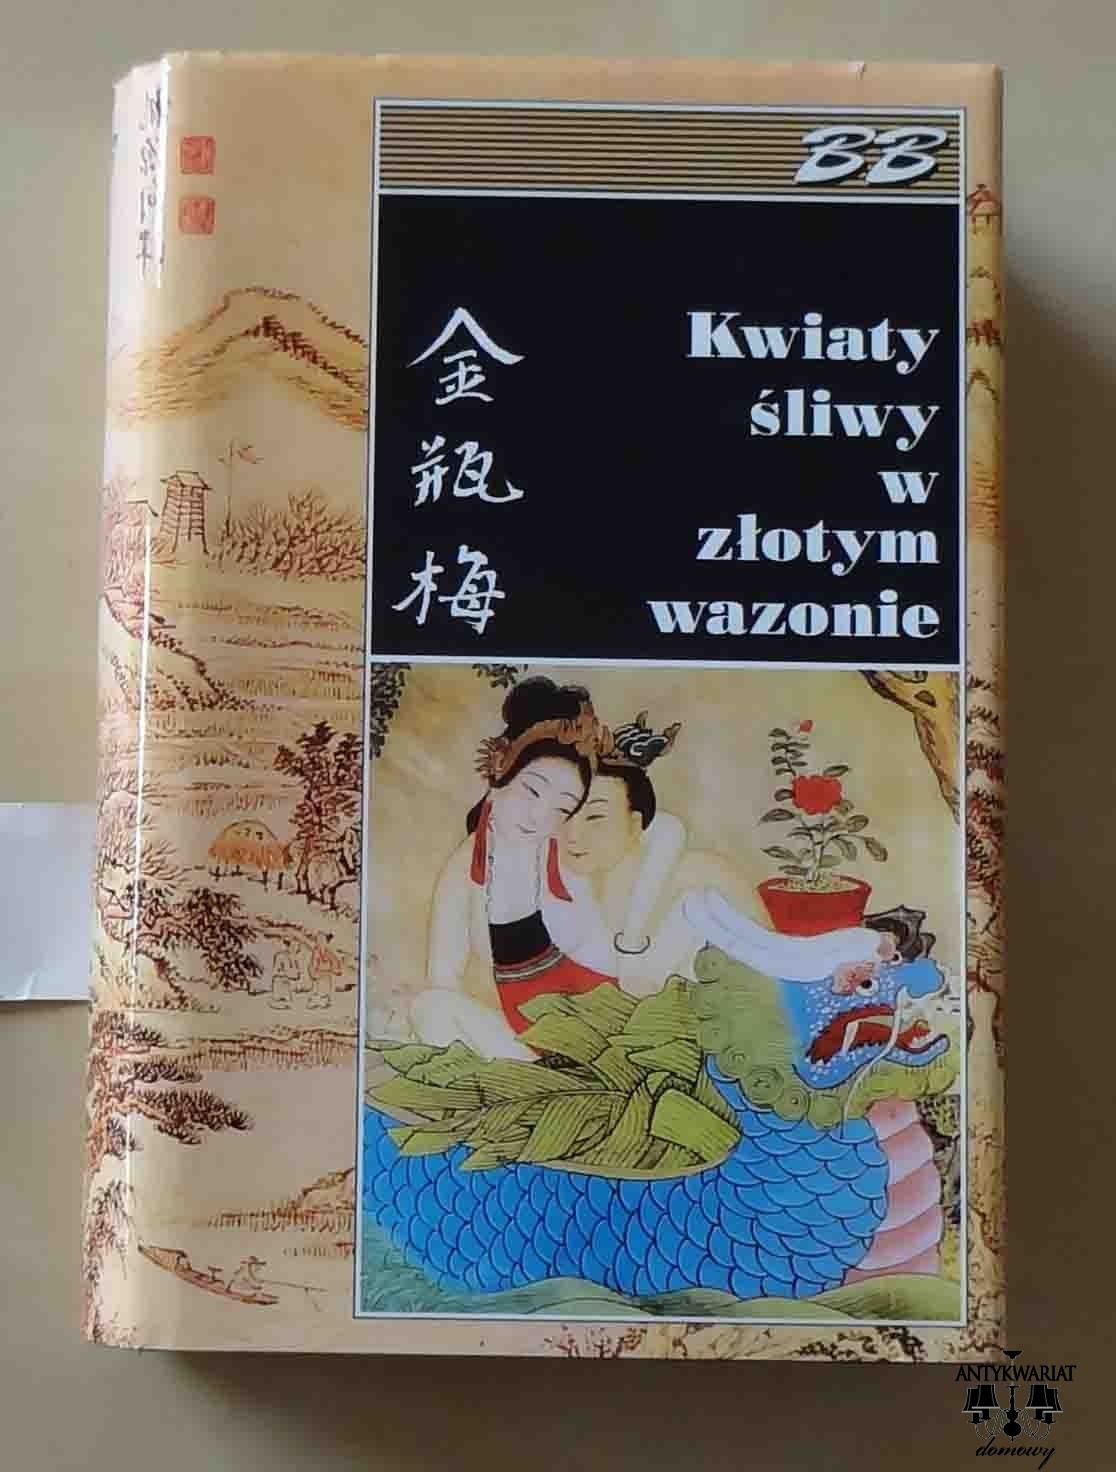 BB
金
瓶
梅
Kwiaty
śliwy
w
złotym
wazonie
ANTYKWARIAT
domowy